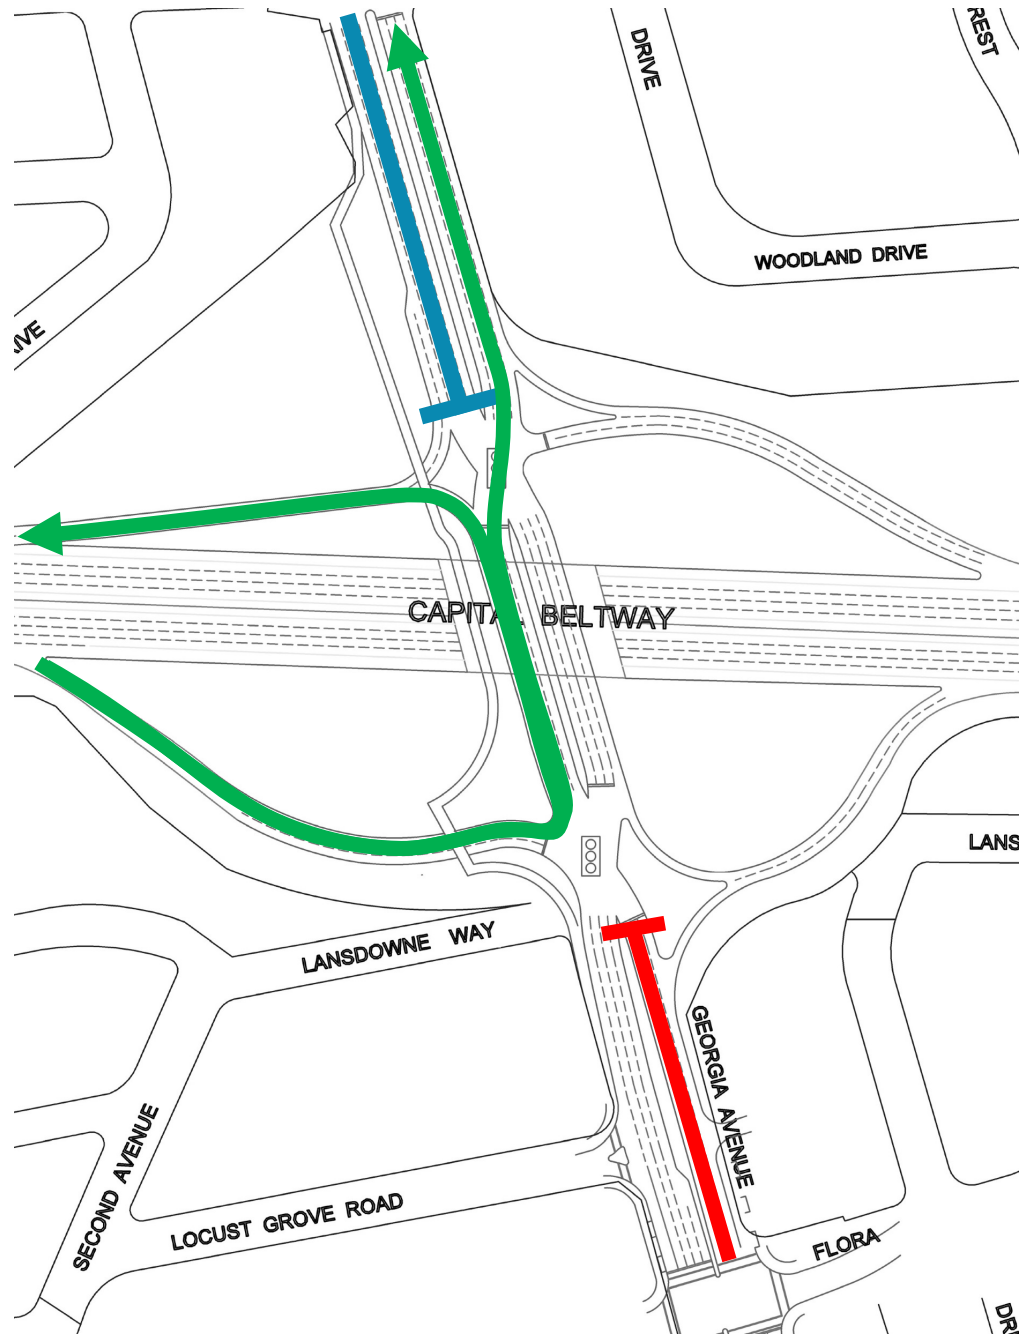 DRIVE
WOODLAND DRIVE
CAPITAL BELTWAY
LANSDOWNE WAY
GEORGIA AVENUE
SECOND AVENUE
LOCUST GROVE ROAD
FLORA